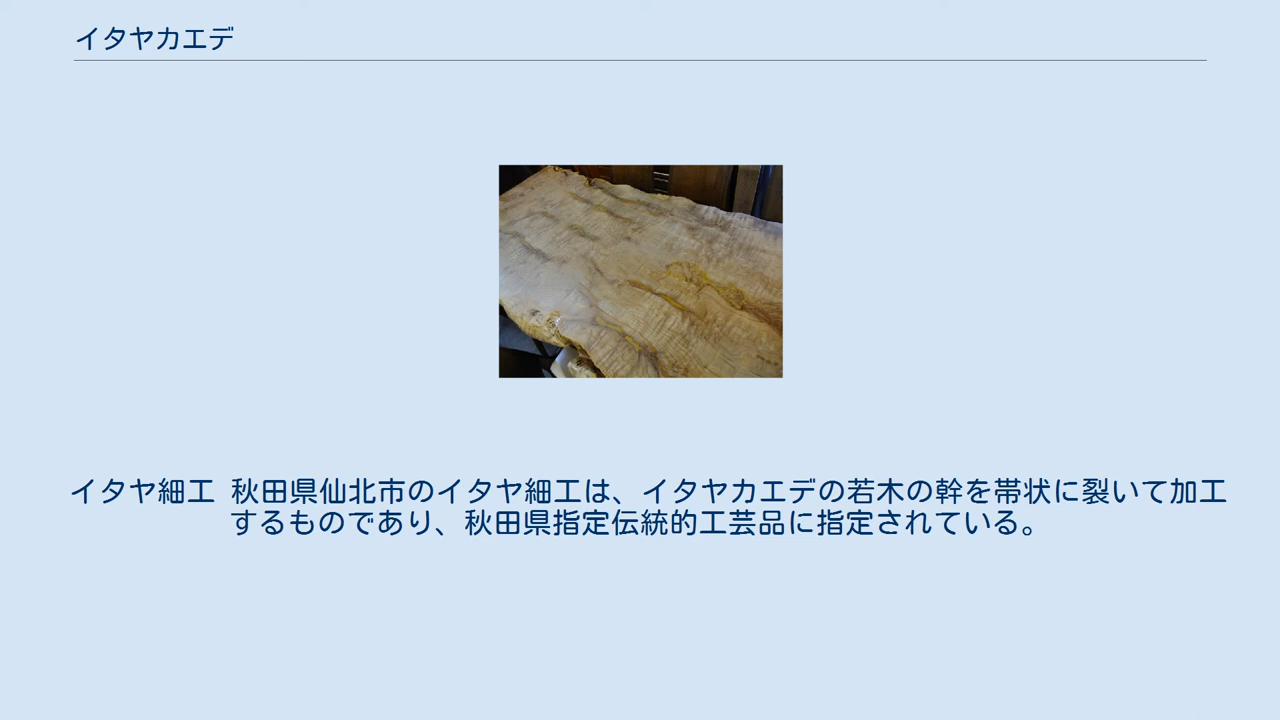 イタヤカエデ
イタヤ細工 秋田県仙北市のイタヤ細工は、イタヤカエデの若木の幹を帯状に裂いて加工
するものであり、秋田県指定伝統的工芸品に指定されている。